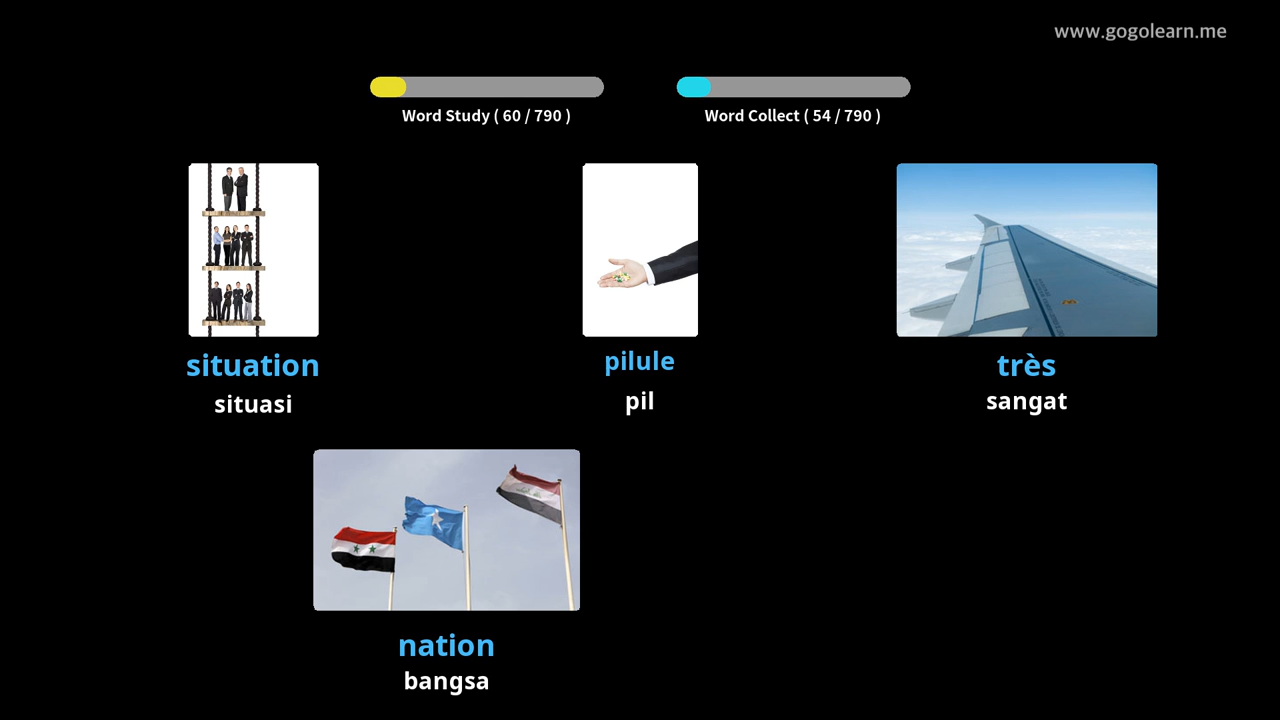 www.gogolearn.me
Word Study ( 60 / 790 )
Word Collect ( 54 / 790 )
situation
situasi
pilule
pil
très
sangat
nation
bangsa